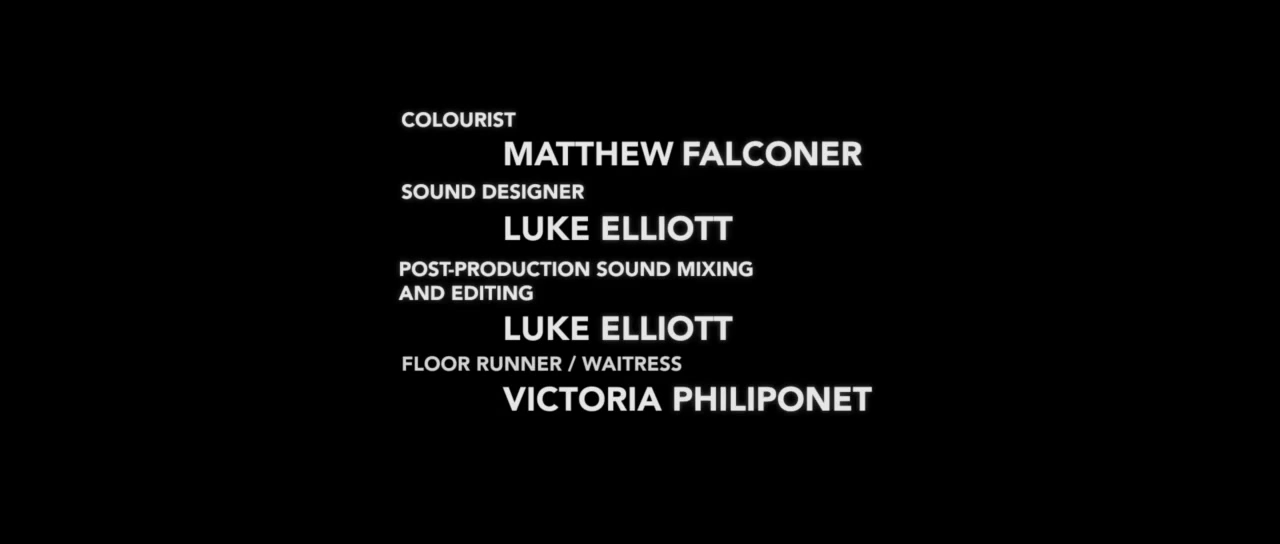 COLOURIST
MATTHEW FALCONER
SOUND DESIGNER
LUKE ELLIOTT
POST-PRODUCTION SOUND MIXING
AND EDITING
LUKE ELLIOTT
FLOOR RUNNER / WAITRESS
VICTORIA PHILIPONET